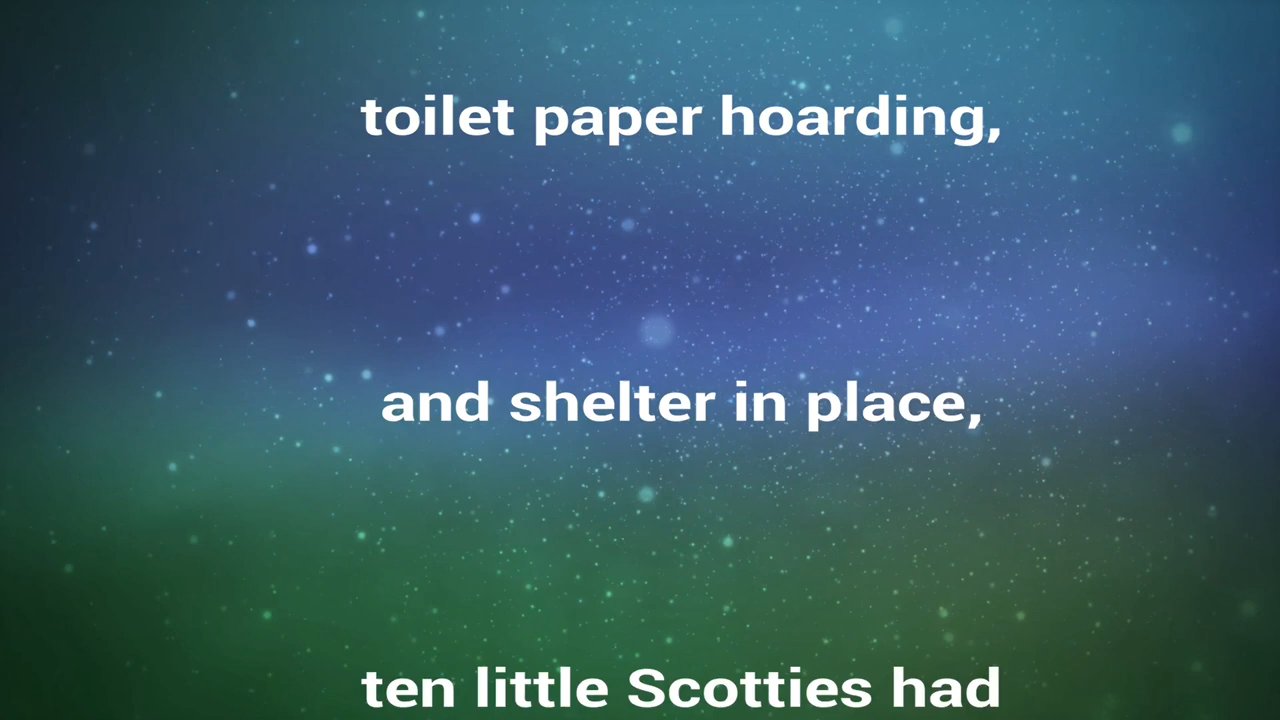 toilet paper hoarding,
and shelter in place,
ten little Scotties had